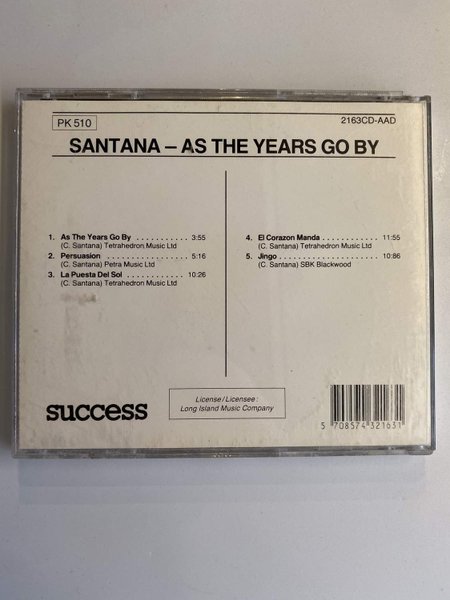 PK 510
2163CD-AAD
SANTANA – AS THE YEARS GO BY
1. As The Years Go By ........... 3:55
(C. Santana) Tetrahedron Music Ltd
2. Persuasion .................. 5:16
(C. Santana) Petra Music Ltd
3. La Puesta Del Sol ............. 10:26
(C. Santana) Tetrahedron Music Ltd
4. El Corazon Manda ............ 11:55
(C. Santana) Tetrahedron Music Ltd
5. Jingo ...................... 10:86
(C. Santana) SBK Blackwood
success
License/Licensee:
Long Island Music Company
5 708574 321631